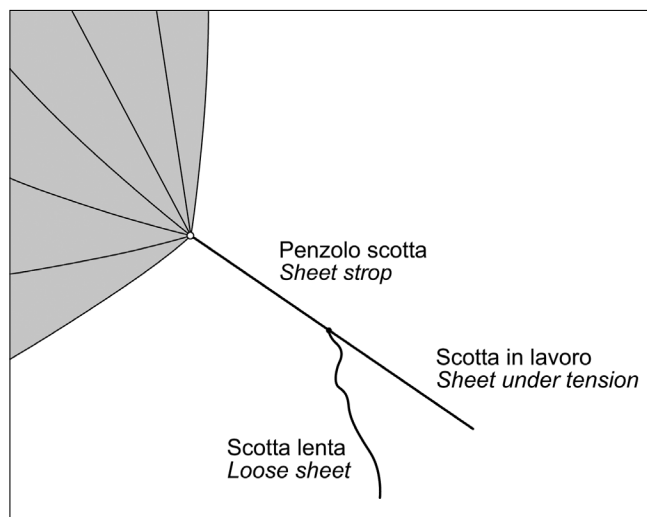 Penzolo scotta
Sheet strop
Scotta in lavoro
Sheet under tension
Scotta lenta
Loose sheet